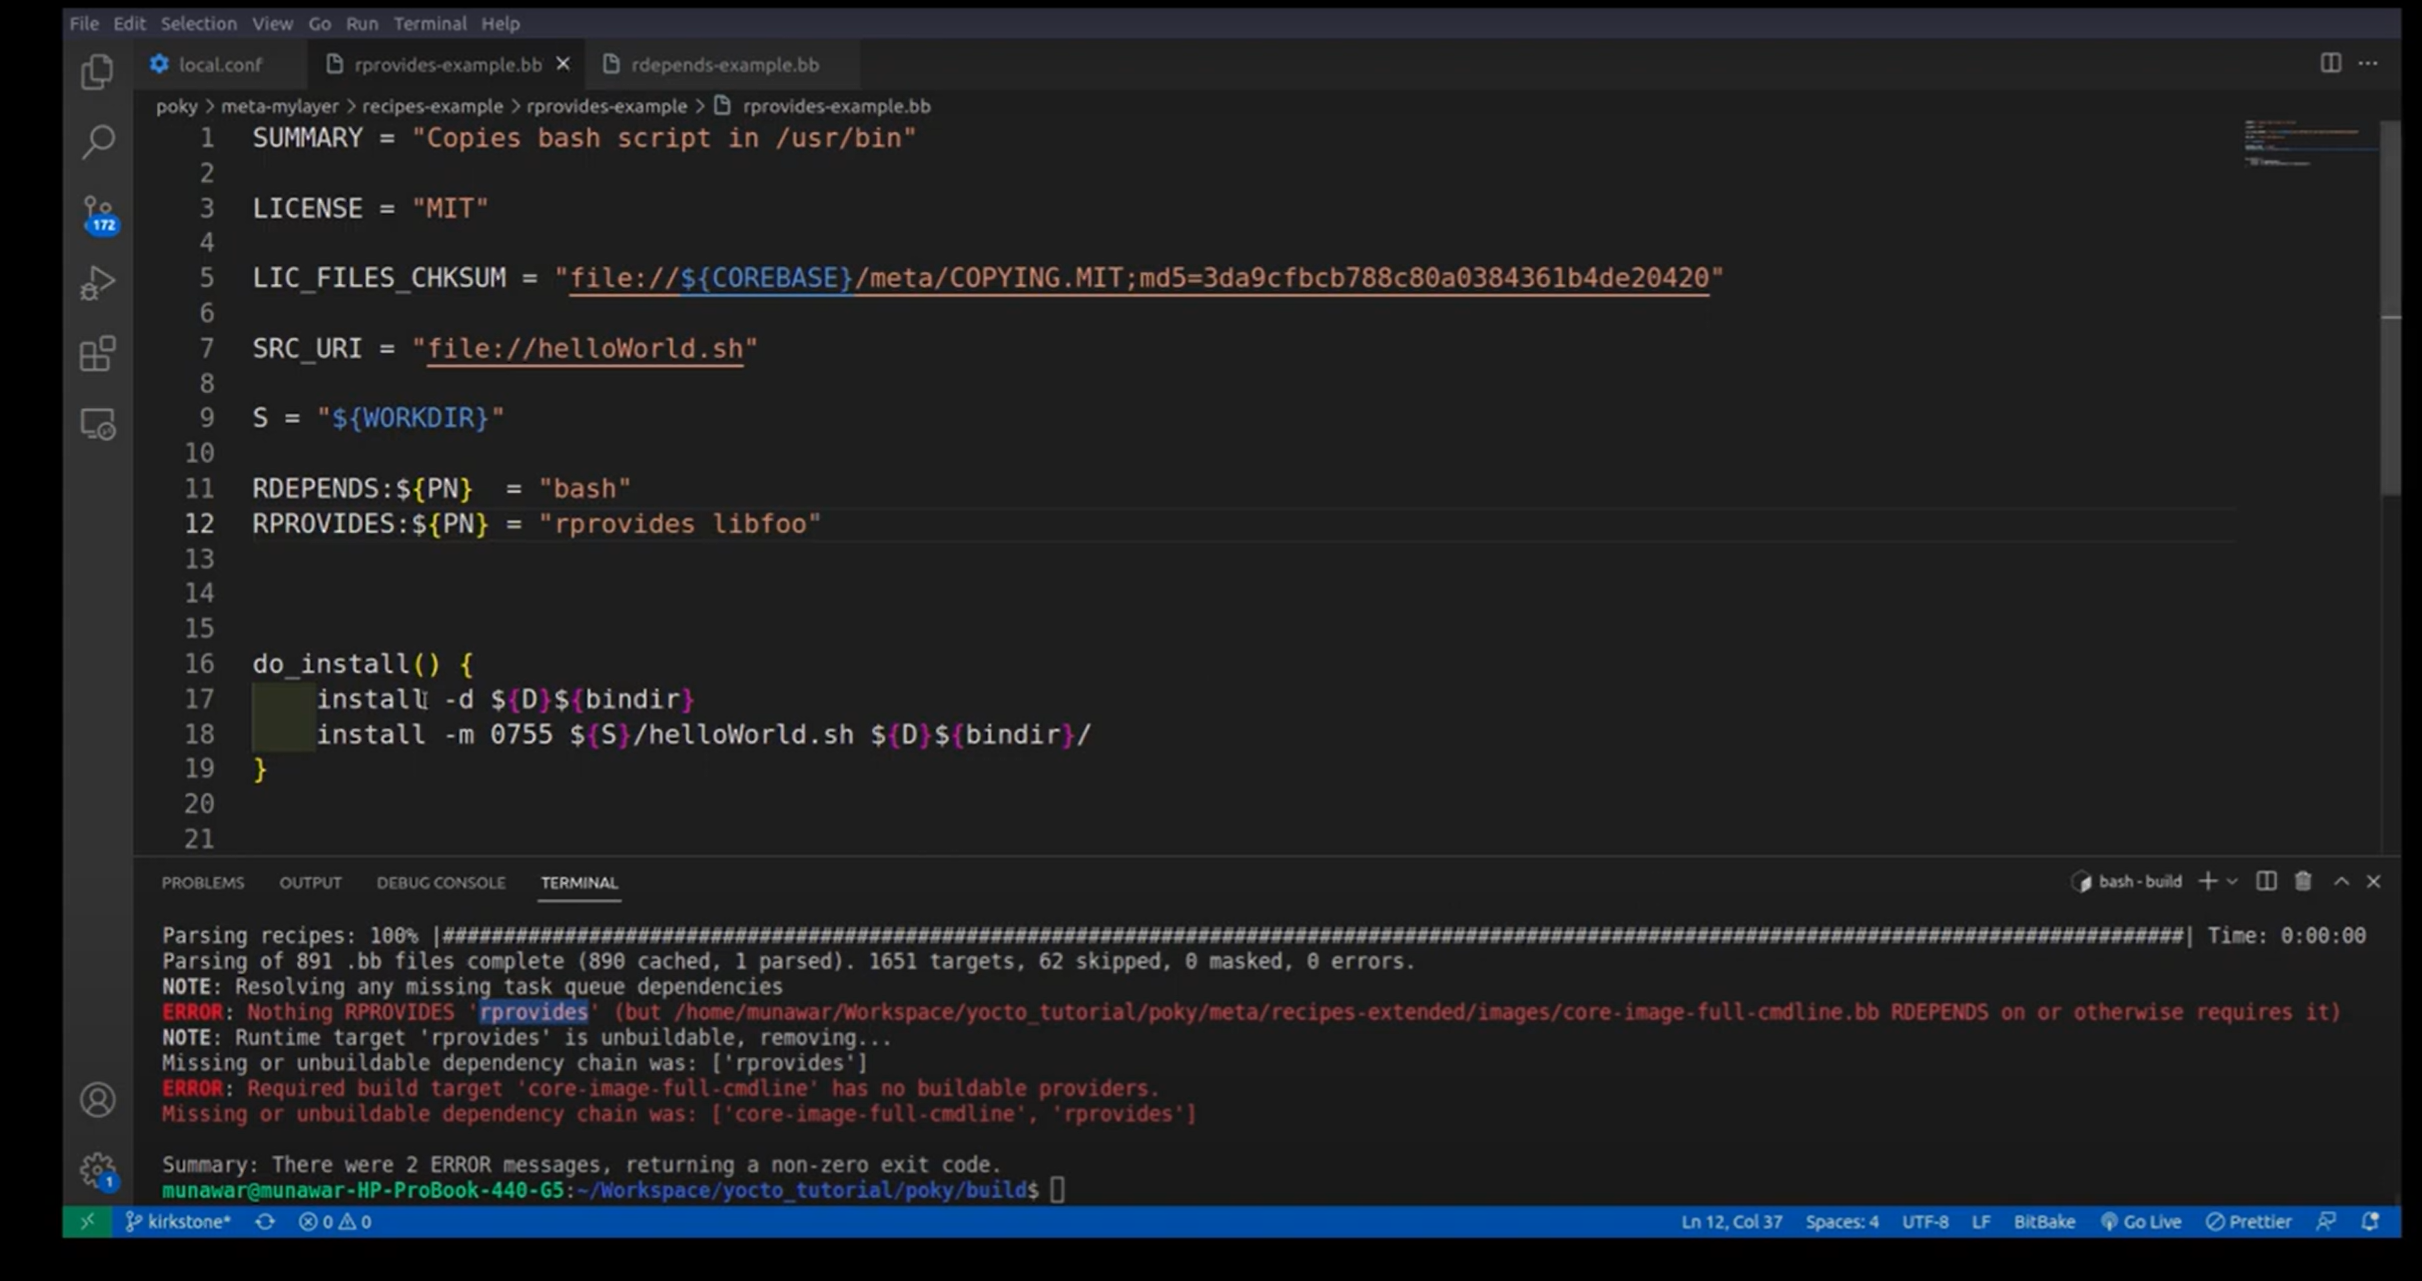 File Edit Selection View Go Run Terminal Help
local.conf rprovides-example.bb rdepends-example.bb
poky > meta-mylayer > recipes-example > rprovides-example > rprovides-example.bb
1 SUMMARY = "Copies bash script in /usr/bin"
2
3 LICENSE = "MIT"
4
5 LIC_FILES_CHKSUM = "file://${COREBASE}/meta/COPYING.MIT;md5=3da9cfbcb788c80a0384361b4de20420"
6
7 SRC_URI = "file://helloWorld.sh"
8
9 S = "${WORKDIR}"
10
11 RDEPENDS:${PN}  = "bash"
12 RPROVIDES:${PN} = "rprovides libfoo"
13
14
15
16 do_install() {
17     install -d ${D}${bindir}
18     install -m 0755 ${S}/helloWorld.sh ${D}${bindir}/
19 }
20
21
172
PROBLEMS OUTPUT DEBUG CONSOLE TERMINAL bash - build
Parsing recipes: 100% |##############################################################################################################################################| Time: 0:00:00
Parsing of 891 .bb files complete (890 cached, 1 parsed). 1651 targets, 62 skipped, 0 masked, 0 errors.
NOTE: Resolving any missing task queue dependencies
ERROR: Nothing RPROVIDES 'rprovides' (but /home/munawar/Workspace/yocto_tutorial/poky/meta/recipes-extended/images/core-image-full-cmdline.bb RDEPENDS on or otherwise requires it)
NOTE: Runtime target 'rprovides' is unbuildable, removing...
Missing or unbuildable dependency chain was: ['rprovides']
ERROR: Required build target 'core-image-full-cmdline' has no buildable providers.
Missing or unbuildable dependency chain was: ['core-image-full-cmdline', 'rprovides']
Summary: There were 2 ERROR messages, returning a non-zero exit code.
munawar@munawar-HP-ProBook-440-G5:~/Workspace/yocto_tutorial/poky/build$
1
kirkstone* 0 0 Ln 12, Col 37 Spaces: 4 UTF-8 LF BitBake Go Live Prettier